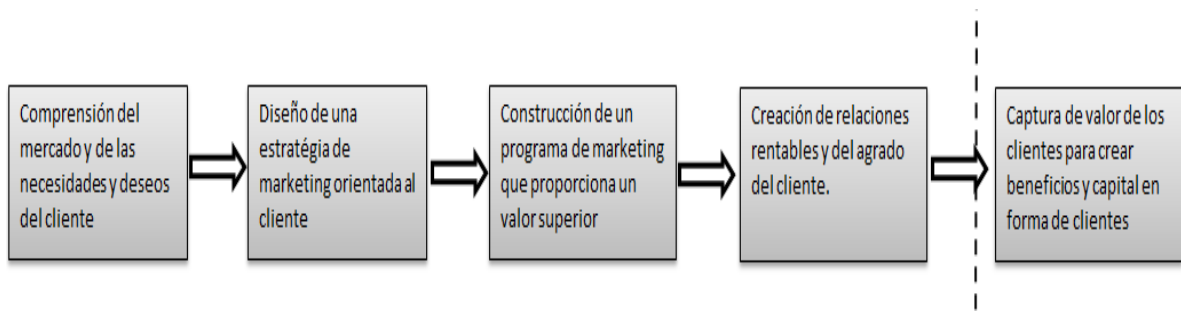 Comprensión del
mercado y de las
necesidades y deseos
del cliente
Diseño de una
estratégia de
marketing orientada al
cliente
Construcción de un
programa de marketing
que proporciona un
valor superior
Creación de relaciones
rentables y del agrado
del cliente.
Captura de valor de los
clientes para crear
beneficios y capital en
forma de clientes